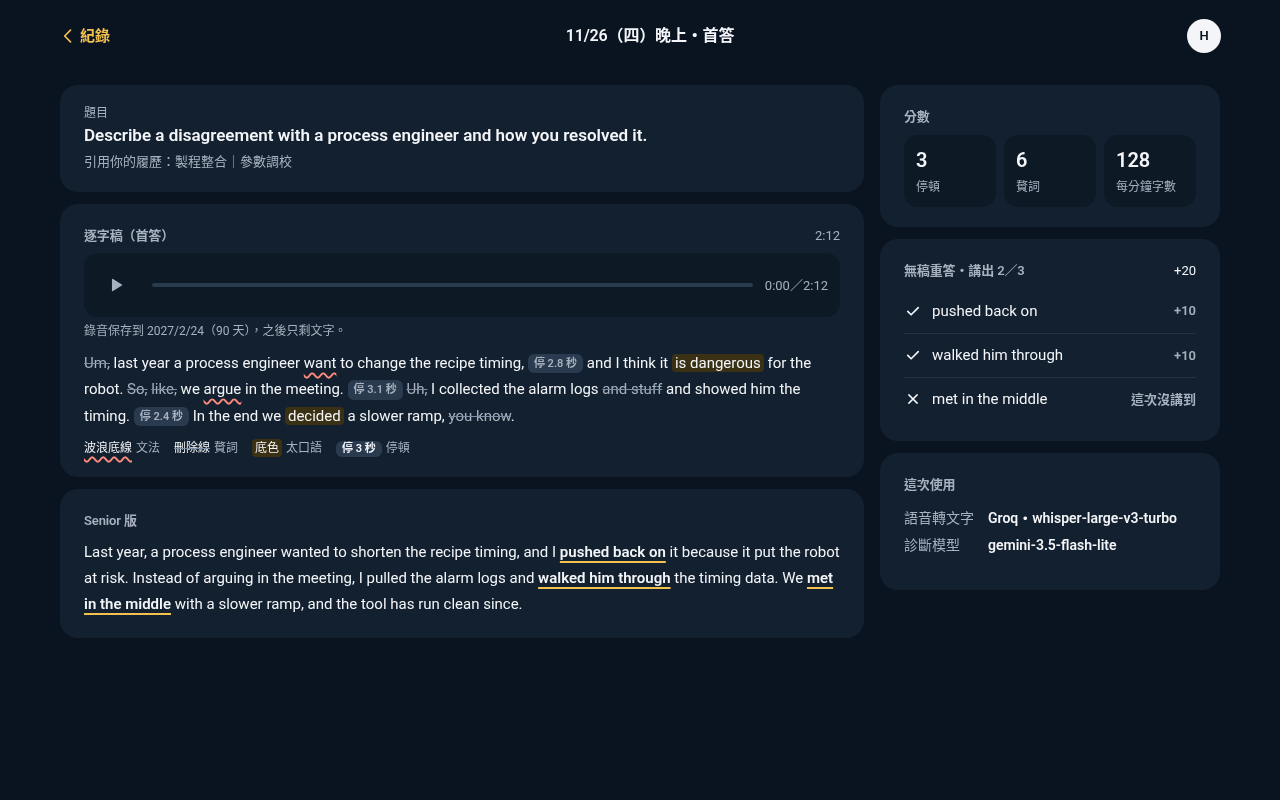 紀錄
11/26（四）晚上・首答
H
題目
Describe a disagreement with a process engineer and how you resolved it.
引用你的履歷：製程整合｜參數調校
逐字稿（首答）
2:12
0:00／2:12
錄音保存到 2027/2/24（90 天），之後只剩文字。
Um, last year a process engineer want to change the recipe timing, 停 2.8 秒 and I think it is dangerous for the
robot. So, like, we argue in the meeting. 停 3.1 秒 Uh, I collected the alarm logs and stuff and showed him the
timing. 停 2.4 秒 In the end we decided a slower ramp, you know.
波浪底線 文法 刪除線 贅詞 底色 太口語 停 3 秒 停頓
Senior 版
Last year, a process engineer wanted to shorten the recipe timing, and I pushed back on it because it put the robot
at risk. Instead of arguing in the meeting, I pulled the alarm logs and walked him through the timing data. We met
in the middle with a slower ramp, and the tool has run clean since.
分數
3 6 128
停頓 贅詞 每分鐘字數
無稿重答・講出 2／3 +20
pushed back on +10
walked him through +10
met in the middle 這次沒講到
這次使用
語音轉文字 Groq・whisper-large-v3-turbo
診斷模型 gemini-3.5-flash-lite